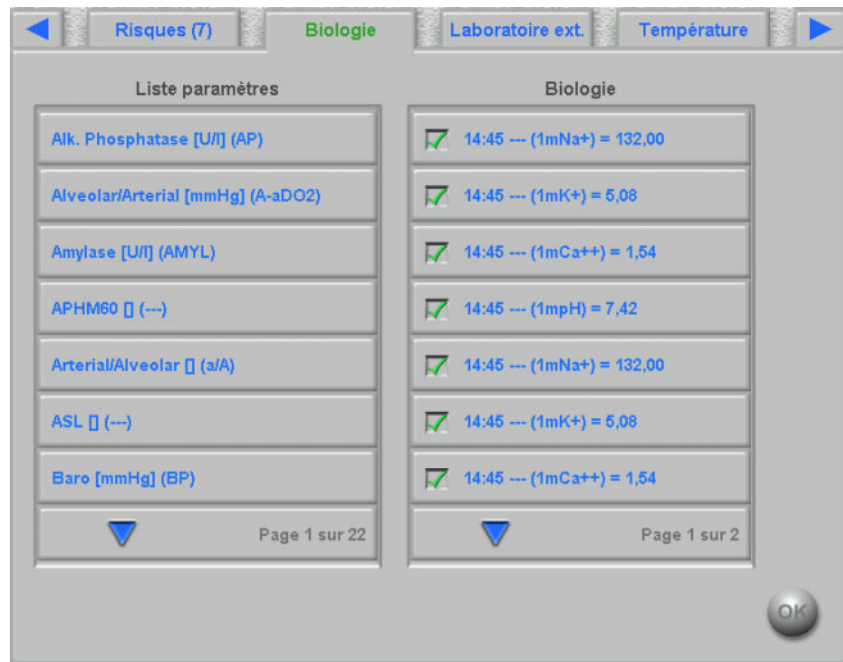 Risques (7)
Biologie
Laboratoire ext.
Température
Liste paramètres
Alk. Phosphatase [U/l] (AP)
Alveolar/Arterial [mmHg] (A-aDO2)
Amylase [U/l] (AMYL)
APHM60 [] (---)
Arterial/Alveolar [] (a/A)
ASL [] (---)
Baro [mmHg] (BP)
Page 1 sur 22
Biologie
14:45 --- (1mNa+) = 132,00
14:45 --- (1mK+) = 5,08
14:45 --- (1mCa++) = 1,54
14:45 --- (1mpH) = 7,42
14:45 --- (1mNa+) = 132,00
14:45 --- (1mK+) = 5,08
14:45 --- (1mCa++) = 1,54
Page 1 sur 2
OK